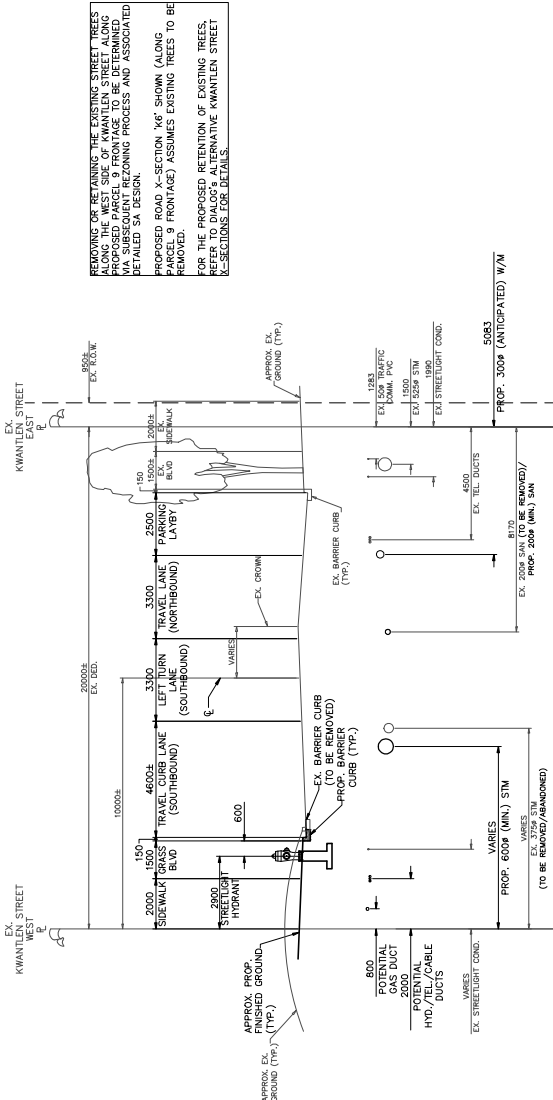 REMOVING OR RETAINING THE EXISTING STREET TREES
ALONG THE WEST SIDE OF KWANTLEN STREET ALONG
PROPOSED PARCEL 9 FRONTAGE TO BE DETERMINED
VIA SUBSEQUENT REZONING PROCESS AND ASSOCIATED
DETAILED SA DESIGN.
PROPOSED ROAD X-SECTION 'K6' SHOWN (ALONG
PARCEL 9 FRONTAGE) ASSUMES EXISTING TREES TO BE
REMOVED.
FOR THE PROPOSED RETENTION OF EXISTING TREES,
REFER TO DIALOG's ALTERNATIVE KWANTLEN STREET
X-SECTIONS FOR DETAILS.
EX.
KWANTLEN STREET
WEST
EX.
KWANTLEN STREET
EAST
20000±
EX. DED.
950±
EX. R.O.W.
10000±
2000
SIDEWALK
1500
GRASS
BLVD
150
4600±
TRAVEL CURB LANE
(SOUTHBOUND)
3300
LEFT TURN
LANE
(SOUTHBOUND)
3300
TRAVEL LANE
(NORTHBOUND)
2500
PARKING
LAYBY
150
1500±
EX.
BLVD
2000±
EX.
SIDEWALK
2900
STREETLIGHT
HYDRANT
600
VARIES
EX. CROWN
APPROX. PROP.
FINISHED GROUND
(TYP.)
APPROX. EX.
GROUND (TYP.)
EX. BARRIER CURB
(TO BE REMOVED)
PROP. BARRIER
CURB (TYP.)
EX. BARRIER CURB
(TYP.)
APPROX. EX.
GROUND (TYP.)
800
POTENTIAL
GAS DUCT
2000
POTENTIAL
HYD./TEL./CABLE
DUCTS
VARIES
EX. STREETLIGHT COND.
VARIES
PROP. 600ø (MIN.) STM
VARIES
EX. 375ø STM
(TO BE REMOVED/ABANDONED)
1283
EX. 50ø TRAFFIC
COMM. PVC
1500
EX. 525ø STM
1990
EX. STREETLIGHT COND.
4500
EX. TEL. DUCTS
5083
PROP. 300ø (ANTICIPATED) W/M
8170
EX. 200ø SAN (TO BE REMOVED)/
PROP. 200ø (MIN.) SAN